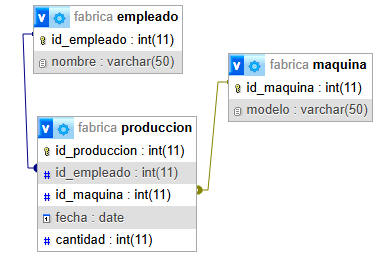 v fabrica empleado
id_empleado : int(11)
nombre : varchar(50)
v fabrica maquina
id_maquina : int(11)
modelo : varchar(50)
v fabrica produccion
id_produccion : int(11)
# id_empleado : int(11)
# id_maquina : int(11)
fecha : date
# cantidad : int(11)